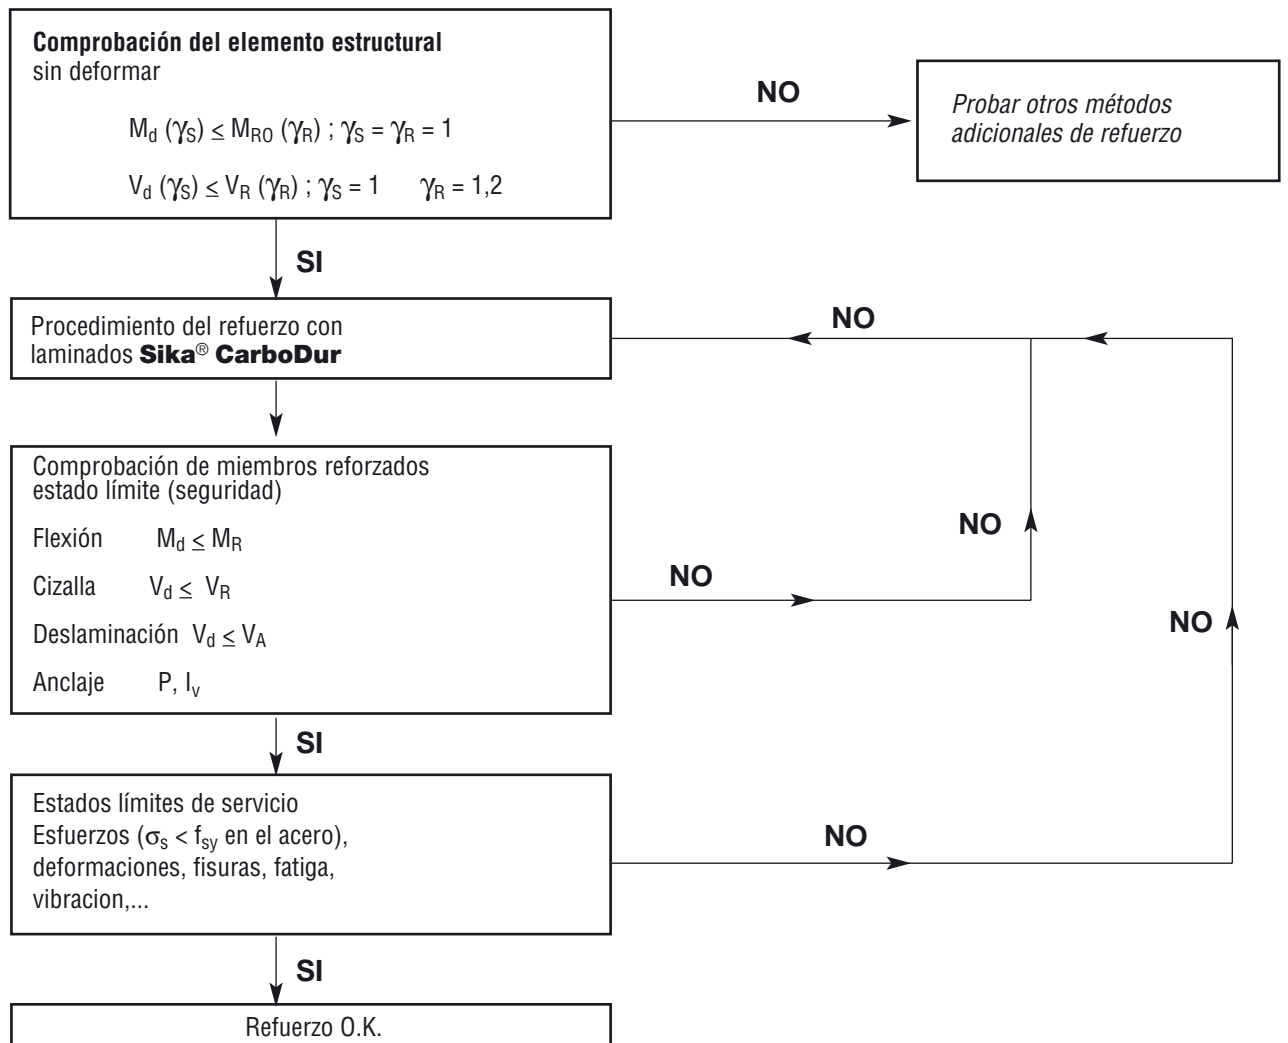 Comprobación del elemento estructural
sin deformar
M_d (γ_S) ≤ M_RO (γ_R) ; γ_S = γ_R = 1
V_d (γ_S) ≤ V_R (γ_R) ; γ_S = 1 γ_R = 1,2
NO
Probar otros métodos
adicionales de refuerzo
SI
Procedimiento del refuerzo con
laminados Sika® CarboDur
NO
Comprobación de miembros reforzados
estado límite (seguridad)
Flexión M_d ≤ M_R
Cizalla V_d ≤ V_R
Deslaminación V_d ≤ V_A
Anclaje P, I_v
NO
NO
NO
SI
Estados límites de servicio
Esfuerzos (σ_s < f_sy en el acero),
deformaciones, fisuras, fatiga,
vibracion,...
NO
SI
Refuerzo O.K.